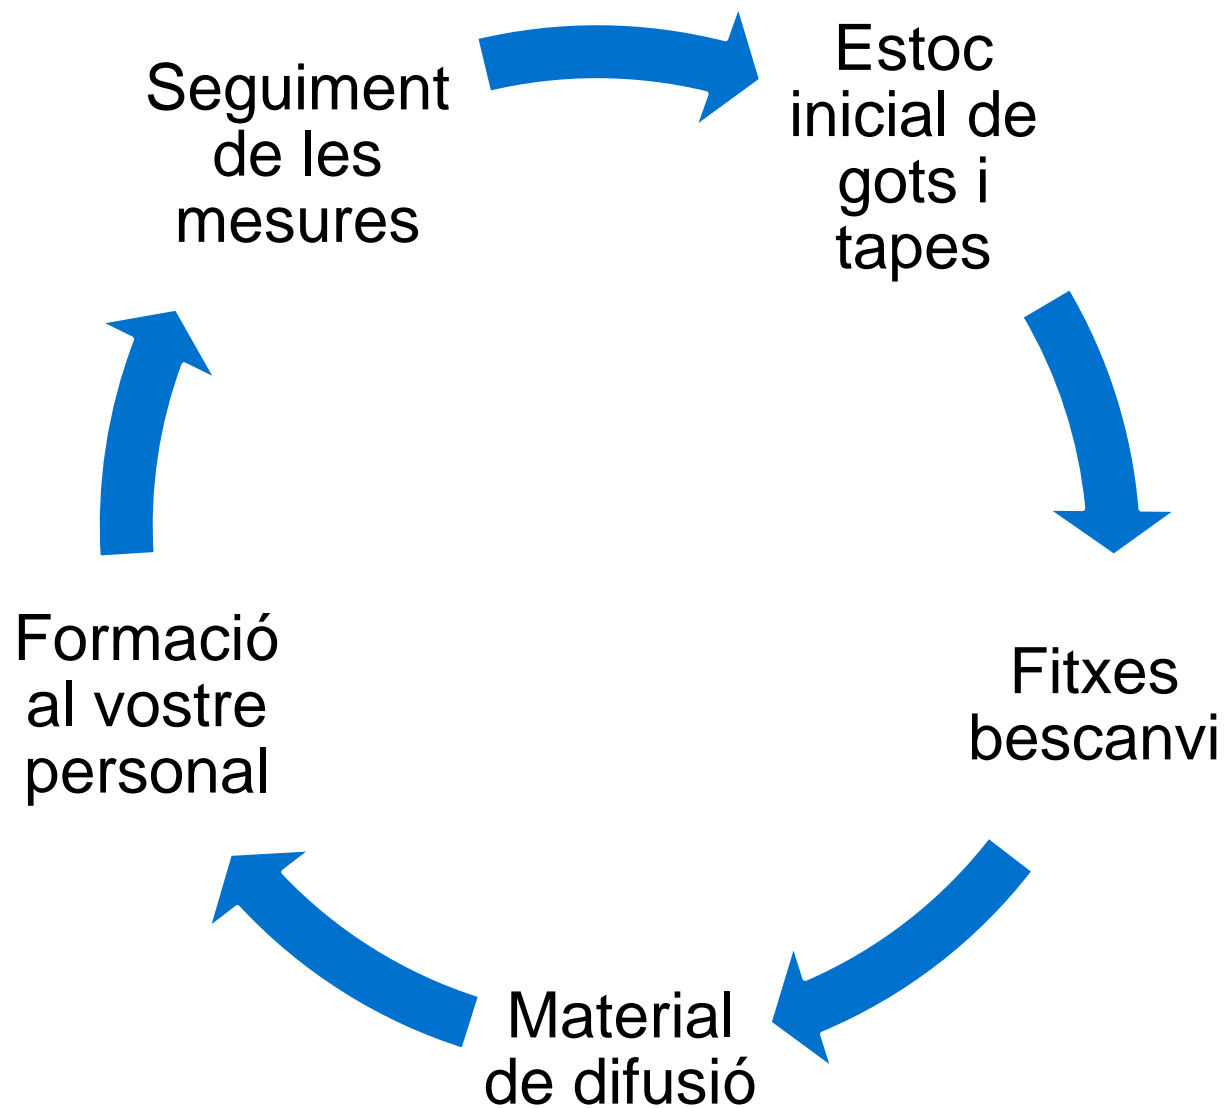 Seguiment
de les
mesures
Estoc
inicial de
gots i
tapes
Fitxes
bescanvi
Material
de difusió
Formació
al vostre
personal